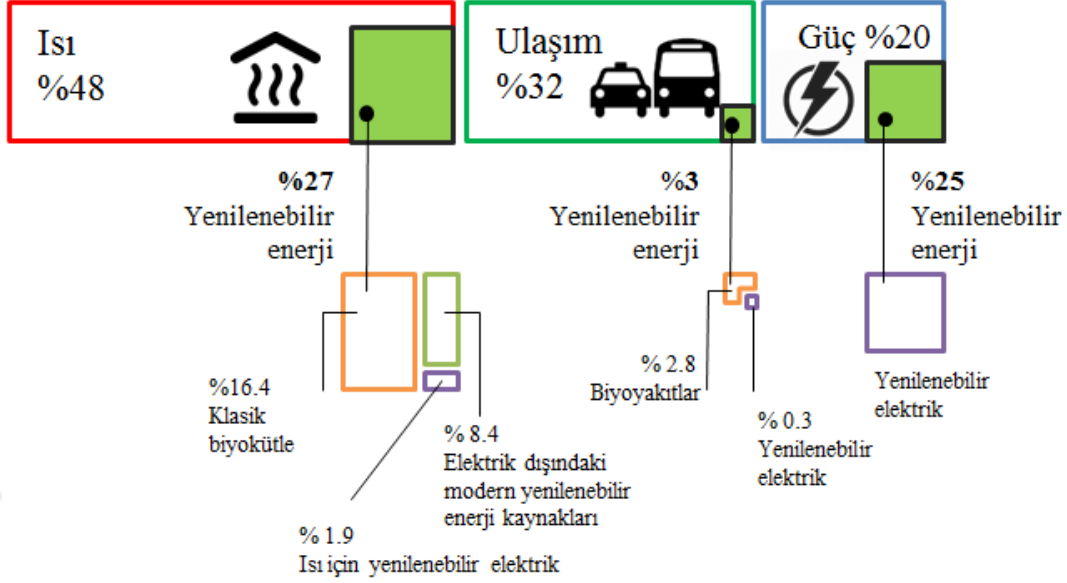 Isı
%48
Ulaşım
%32
Güç %20
%27
Yenilenebilir
enerji
%3
Yenilenebilir
enerji
%25
Yenilenebilir
enerji
%16.4
Klasik
biyokütle
% 8.4
Elektrik dışındaki
modern yenilenebilir
enerji kaynakları
% 1.9
Isı için yenilenebilir elektrik
% 2.8
Biyoyakıtlar
% 0.3
Yenilenebilir
elektrik
Yenilenebilir
elektrik